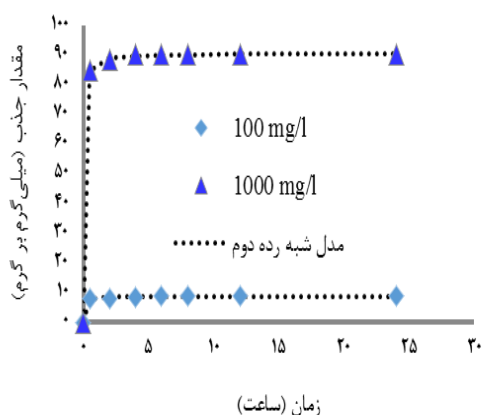 مقدار جذب (میلی‌گرم بر گرم)
۱۰۰
۹۰
۸۰
۷۰
۶۰
۵۰
۴۰
۳۰
۲۰
۱۰
۰
100 mg/l
1000 mg/l
مدل شبه رده دوم
۰ ۵ ۱۰ ۱۵ ۲۰ ۲۵ ۳۰
زمان (ساعت)